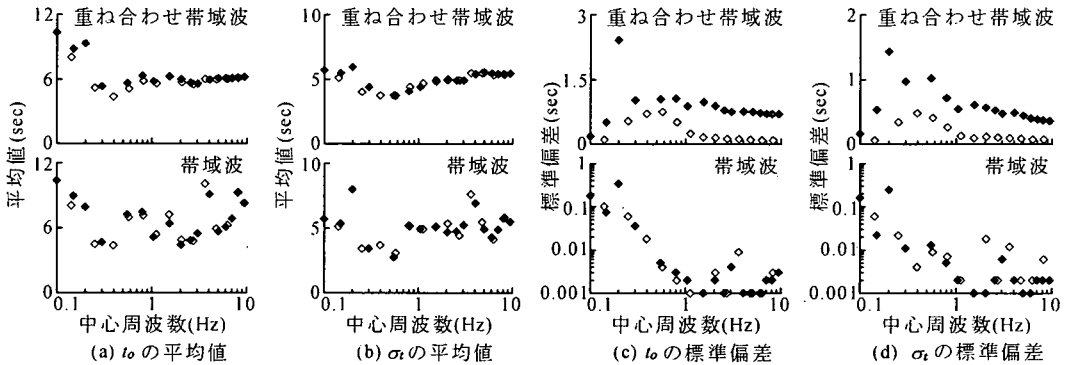 重ね合わせ帯域波
12
6
0
平均値(sec)
帯域波
12
6
0
0.1
1
10
中心周波数(Hz)
(a) to の平均値
重ね合わせ帯域波
10
5
0
平均値(sec)
帯域波
10
5
0
0.1
1
10
中心周波数(Hz)
(b) σt の平均値
重ね合わせ帯域波
3
1.5
0
標準偏差(sec)
帯域波
1
0.1
0.01
0.001
0.1
1
10
中心周波数(Hz)
(c) to の標準偏差
重ね合わせ帯域波
2
1
0
標準偏差(sec)
帯域波
1
0.1
0.01
0.001
0.1
1
10
中心周波数(Hz)
(d) σt の標準偏差